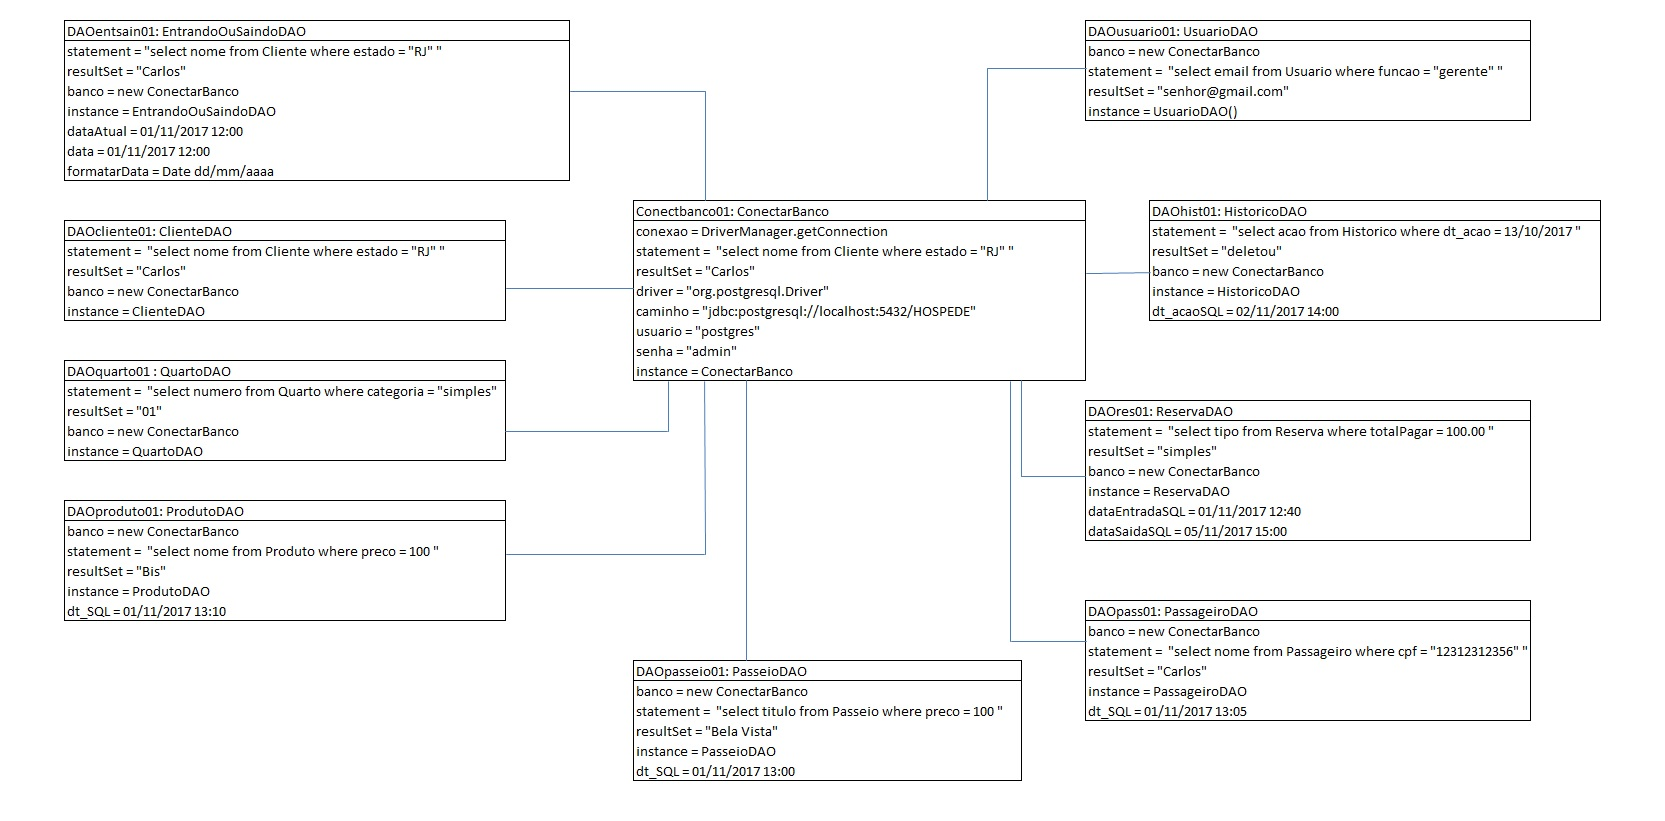 DAOentsain01: EntrandoOuSaindoDAO
statement = "select nome from Cliente where estado = "RJ" "
resultSet = "Carlos"
banco = new ConectarBanco
instance = EntrandoOuSaindoDAO
dataAtual = 01/11/2017 12:00
data = 01/11/2017 12:00
formatarData = Date dd/mm/aaaa
DAOusuario01: UsuarioDAO
banco = new ConectarBanco
statement =  "select email from Usuario where funcao = "gerente" "
resultSet = "senhor@gmail.com"
instance = UsuarioDAO()
DAOcliente01: ClienteDAO
statement =  "select nome from Cliente where estado = "RJ" "
resultSet = "Carlos"
banco = new ConectarBanco
instance = ClienteDAO
Conectbanco01: ConectarBanco
conexao = DriverManager.getConnection
statement =  "select nome from Cliente where estado = "RJ" "
resultSet = "Carlos"
driver = "org.postgresql.Driver"
caminho = "jdbc:postgresql://localhost:5432/HOSPEDE"
usuario = "postgres"
senha = "admin"
instance = ConectarBanco
DAOhist01: HistoricoDAO
statement =  "select acao from Historico where dt_acao = 13/10/2017 "
resultSet = "deletou"
banco = new ConectarBanco
instance = HistoricoDAO
dt_acaoSQL = 02/11/2017 14:00
DAOquarto01 : QuartoDAO
statement =  "select numero from Quarto where categoria = "simples"
resultSet = "01"
banco = new ConectarBanco
instance = QuartoDAO
DAOres01: ReservaDAO
statement =  "select tipo from Reserva where totalPagar = 100.00 "
resultSet = "simples"
banco = new ConectarBanco
instance = ReservaDAO
dataEntradaSQL = 01/11/2017 12:40
dataSaidaSQL = 05/11/2017 15:00
DAOproduto01: ProdutoDAO
banco = new ConectarBanco
statement =  "select nome from Produto where preco = 100 "
resultSet = "Bis"
instance = ProdutoDAO
dt_SQL = 01/11/2017 13:10
DAOpass01: PassageiroDAO
banco = new ConectarBanco
statement =  "select nome from Passageiro where cpf = "12312312356" "
resultSet = "Carlos"
instance = PassageiroDAO
dt_SQL = 01/11/2017 13:05
DAOpasseio01: PasseioDAO
banco = new ConectarBanco
statement =  "select titulo from Passeio where preco = 100 "
resultSet = "Bela Vista"
instance = PasseioDAO
dt_SQL = 01/11/2017 13:00